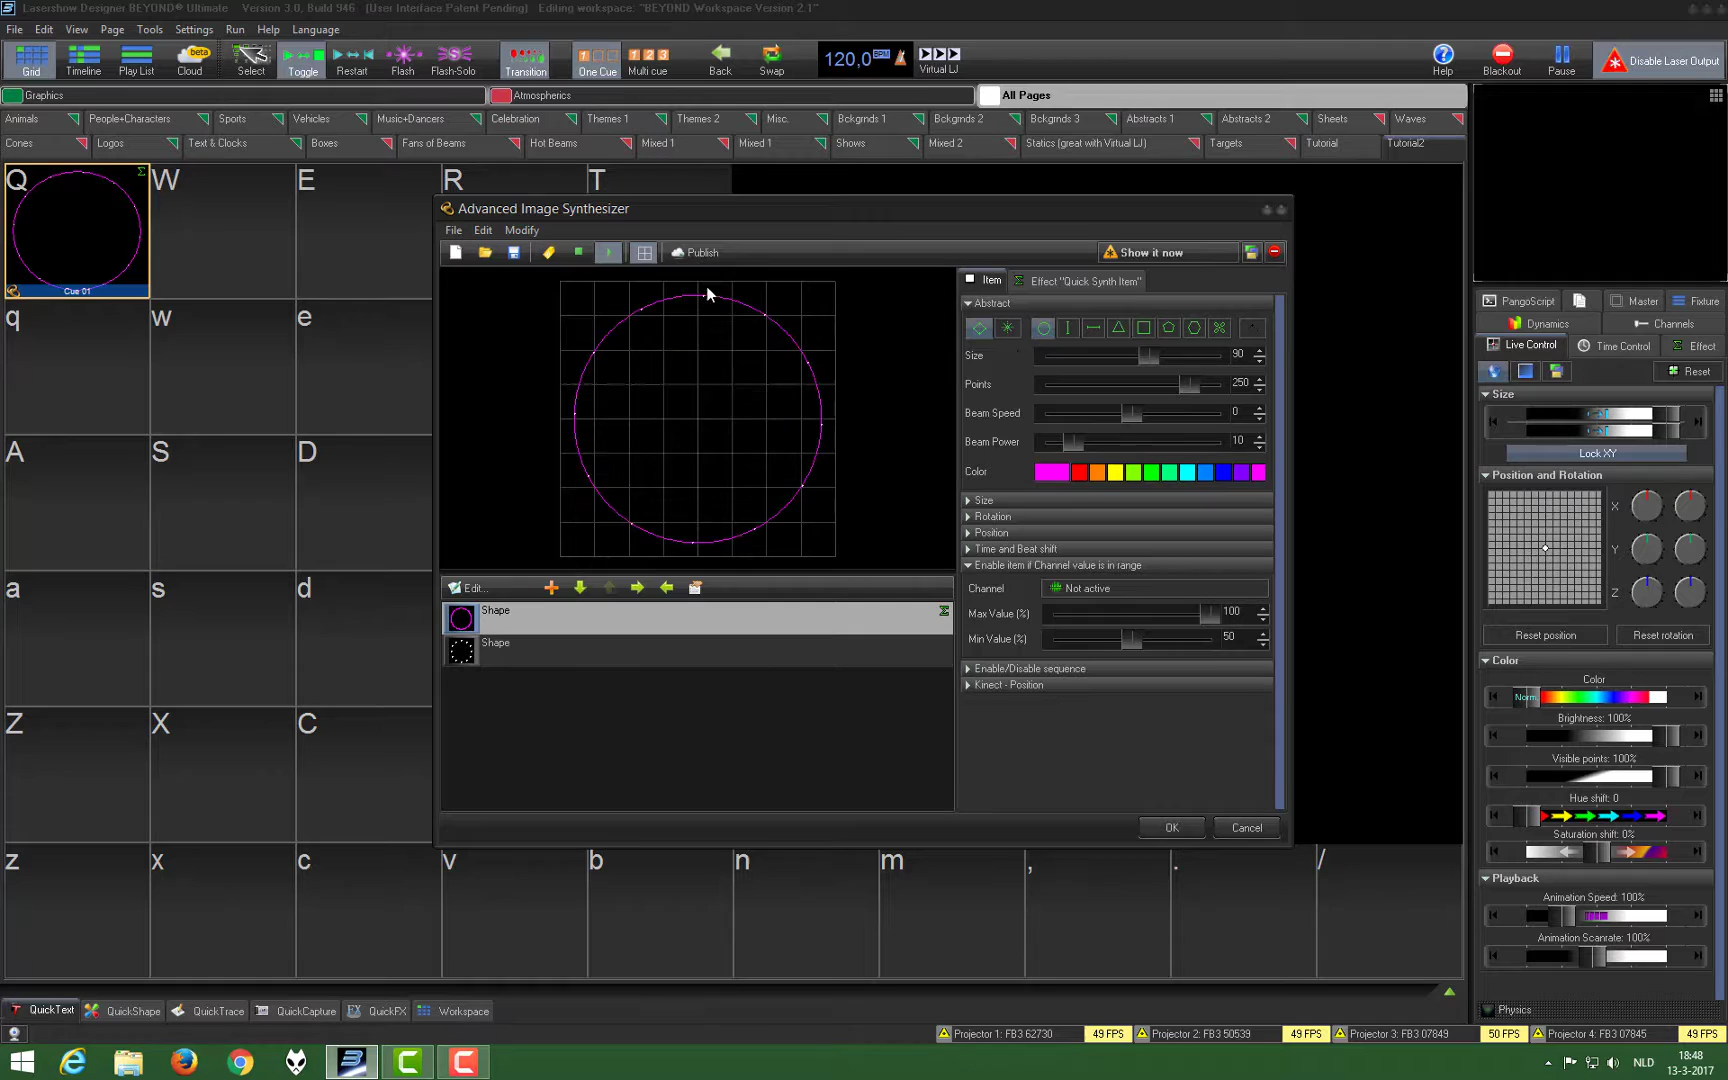 Lasershow Designer BEYOND® Ultimate Version 3.0, Build 946 [User Interface Patent Pending] Editing workspace: "BEYOND Workspace Version 2.1"
File Edit View Page Tools Settings Run Help Language
Grid Timeline Play List Cloud beta Select Toggle Restart Flash Flash-Solo Transition One Cue Multi cue Back Swap 120,0 BPM Virtual LJ Help Blackout Pause Disable Laser Output
Graphics Atmospherics All Pages
Animals People+Characters Sports Vehicles Music+Dancers Celebration Themes 1 Themes 2 Misc. Bckgrnds 1 Bckgrnds 2 Bckgrnds 3 Abstracts 1 Abstracts 2 Sheets Waves
Cones Logos Text & Clocks Boxes Fans of Beams Hot Beams Mixed 1 Mixed 1 Shows Mixed 2 Statics (great with Virtual LJ) Targets Tutorial Tutorial2
Q W E R T
Cue 01
q w e
A S D
a s d
Z X C
z x c v b n m , . /
Advanced Image Synthesizer
File Edit Modify
Publish Show it now
Item Effect "Quick Synth Item"
Abstract
Size 90
Points 250
Beam Speed 0
Beam Power 10
Color
Size
Rotation
Position
Time and Beat shift
Enable item if Channel value is in range
Channel Not active
Max Value (%) 100
Min Value (%) 50
Enable/Disable sequence
Kinect - Position
Edit...
Shape
Shape
OK Cancel
PangoScript Master Fixture
Dynamics Channels
Live Control Time Control Effect
Reset
Size
Lock XY
Position and Rotation
X
Y
Z
Reset position Reset rotation
Color
Color
Norm
Brightness: 100%
Visible points: 100%
Hue shift: 0
Saturation shift: 0%
Playback
Animation Speed: 100%
Animation Scanrate: 100%
Physics
QuickText QuickShape QuickTrace QuickCapture QuickFX Workspace
Projector 1: FB3 62730 49 FPS Projector 2: FB3 50539 49 FPS Projector 3: FB3 07849 50 FPS Projector 4: FB3 07845 49 FPS
NLD 18:48
13-3-2017